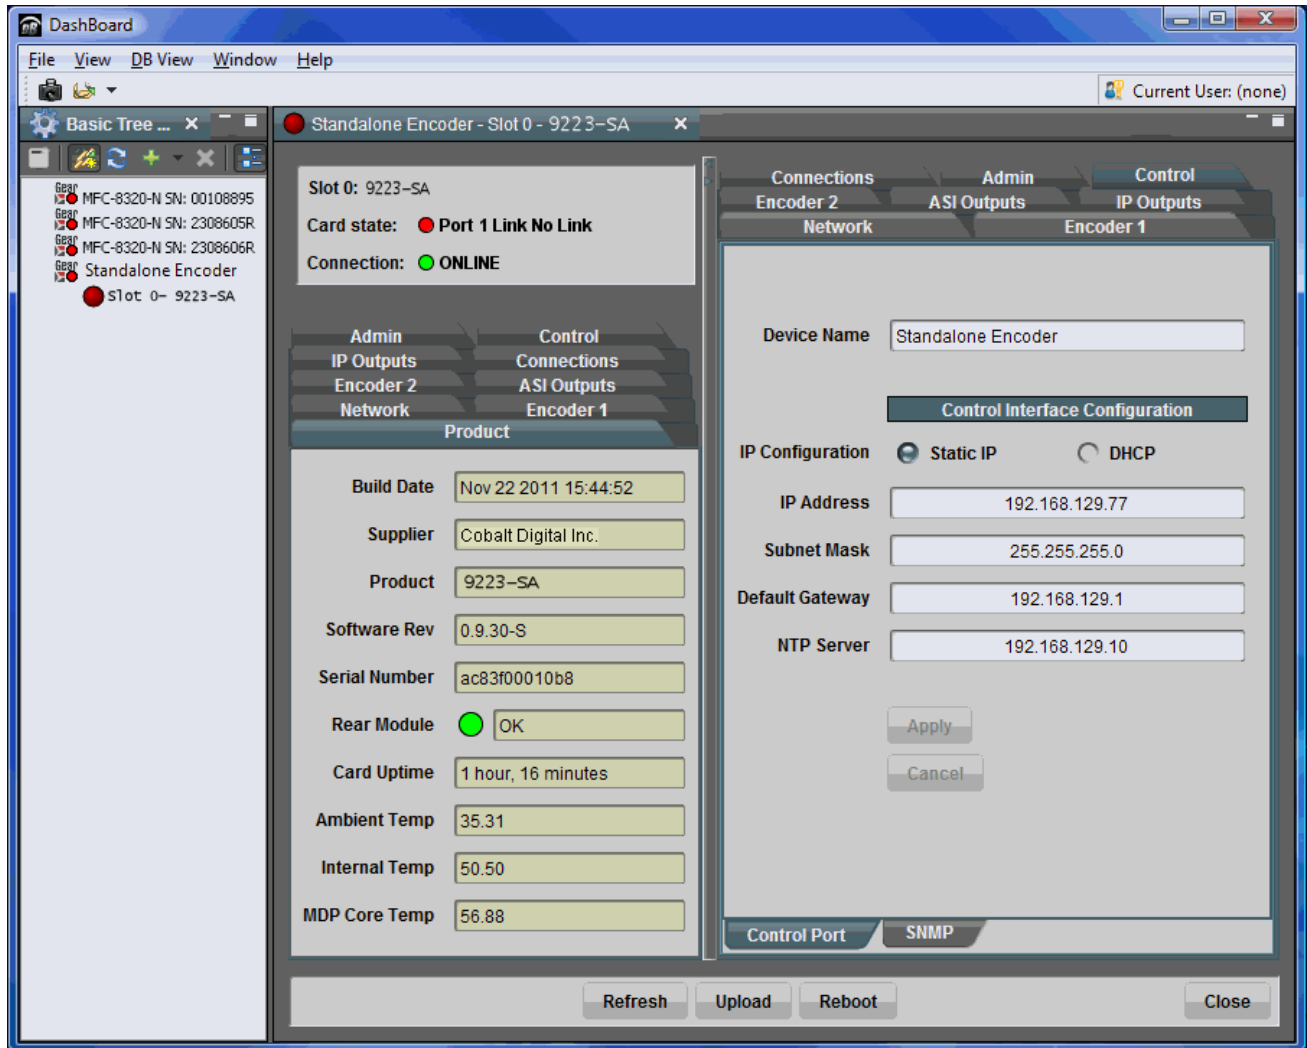 DashBoard
File View DB View Window Help
Current User: (none)
Basic Tree ...
Gear MFC-8320-N SN: 00108895
Gear MFC-8320-N SN: 2308605R
Gear MFC-8320-N SN: 2308606R
Gear Standalone Encoder
Slot 0- 9223-SA
Standalone Encoder - Slot 0 - 9223-SA
Slot 0: 9223-SA
Card state: Port 1 Link No Link
Connection: ONLINE
Admin Control
IP Outputs Connections
Encoder 2 ASI Outputs
Network Encoder 1
Product
Build Date Nov 22 2011 15:44:52
Supplier Cobalt Digital Inc.
Product 9223-SA
Software Rev 0.9.30-S
Serial Number ac83f00010b8
Rear Module OK
Card Uptime 1 hour, 16 minutes
Ambient Temp 35.31
Internal Temp 50.50
MDP Core Temp 56.88
Connections Admin Control
Encoder 2 ASI Outputs IP Outputs
Network Encoder 1
Device Name Standalone Encoder
Control Interface Configuration
IP Configuration Static IP DHCP
IP Address 192.168.129.77
Subnet Mask 255.255.255.0
Default Gateway 192.168.129.1
NTP Server 192.168.129.10
Apply
Cancel
Control Port SNMP
Refresh Upload Reboot Close